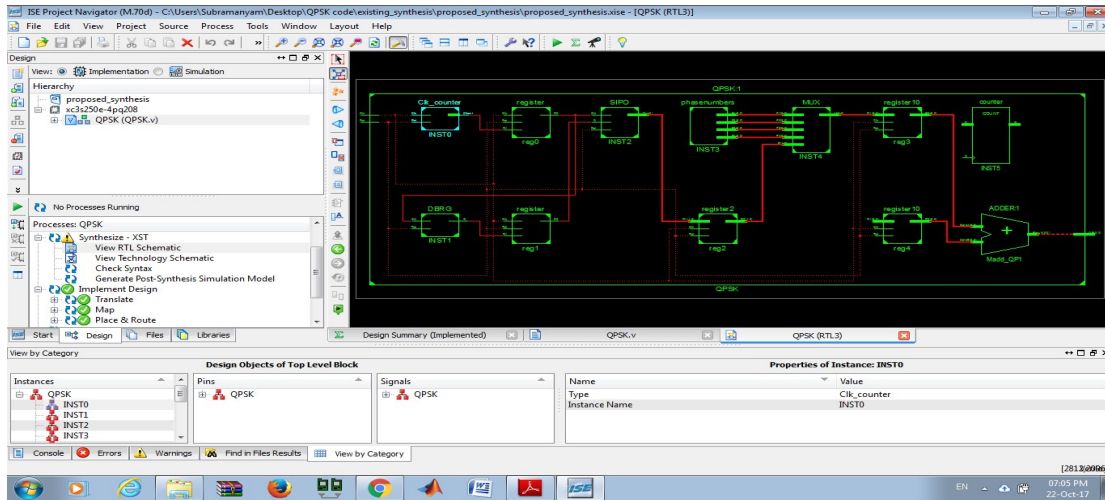 ISE Project Navigator (M.70d) - C:\Users\Subramanyam\Desktop\QPSK code\existing_synthesis\proposed_synthesis\proposed_synthesis.xise - [QPSK (RTL3)]
File Edit View Project Source Process Tools Window Layout Help
Design
View: Implementation Simulation
Hierarchy
proposed_synthesis
xc3s250e-4pq208
QPSK (QPSK.v)
No Processes Running
Processes: QPSK
Synthesize - XST
View RTL Schematic
View Technology Schematic
Check Syntax
Generate Post-Synthesis Simulation Model
Implement Design
Translate
Map
Place & Route
Start Design Files Libraries
QPSK:1
Clk_counter register SIPO phasenumbers MUX register10 counter
COUNT
INST0 reg0 INST2 INST3 INST4 reg3 INST5
DBRG register register2 register10 ADDER:1
INST1 reg1 reg2 reg4 Madd_QP1
QPSK
Design Summary (Implemented) QPSK.v QPSK (RTL3)
View by Category
Design Objects of Top Level Block Properties of Instance: INST0
Instances Pins Signals Name Value
QPSK QPSK QPSK Type Clk_counter
INST0 Instance Name INST0
INST1
INST2
INST3
Console Errors Warnings Find in Files Results View by Category
EN 07:05 PM
22-Oct-17